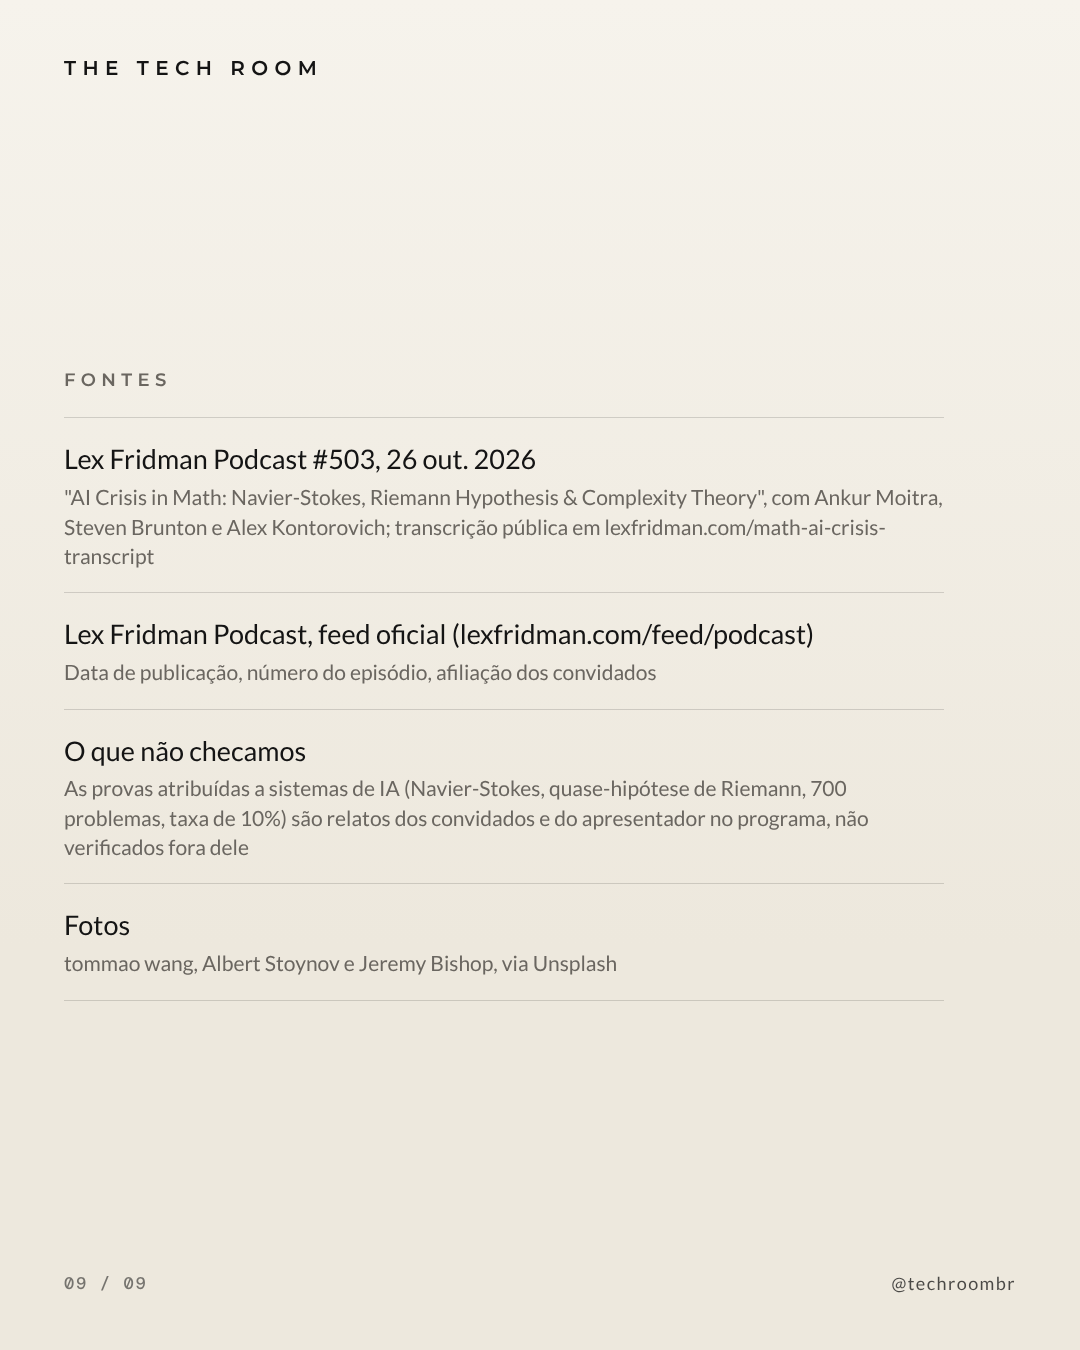 THE TECH ROOM
FONTES
Lex Fridman Podcast #503, 26 out. 2026
"AI Crisis in Math: Navier-Stokes, Riemann Hypothesis & Complexity Theory", com Ankur Moitra,
Steven Brunton e Alex Kontorovich; transcrição pública em lexfridman.com/math-ai-crisis-
transcript
Lex Fridman Podcast, feed oficial (lexfridman.com/feed/podcast)
Data de publicação, número do episódio, afiliação dos convidados
O que não checamos
As provas atribuídas a sistemas de IA (Navier-Stokes, quase-hipótese de Riemann, 700
problemas, taxa de 10%) são relatos dos convidados e do apresentador no programa, não
verificados fora dele
Fotos
tommao wang, Albert Stoynov e Jeremy Bishop, via Unsplash
09 / 09
@techroombr